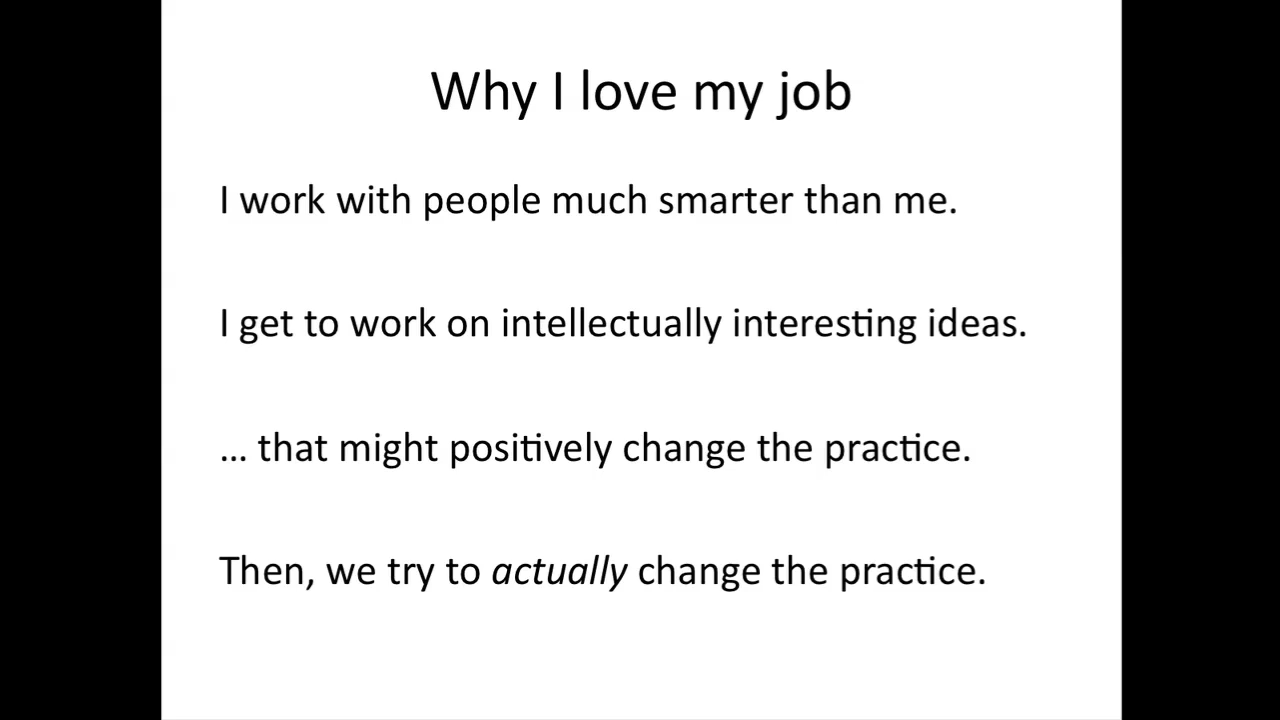 Why I love my job
I work with people much smarter than me.
I get to work on intellectually interesting ideas.
... that might positively change the practice.
Then, we try to actually change the practice.